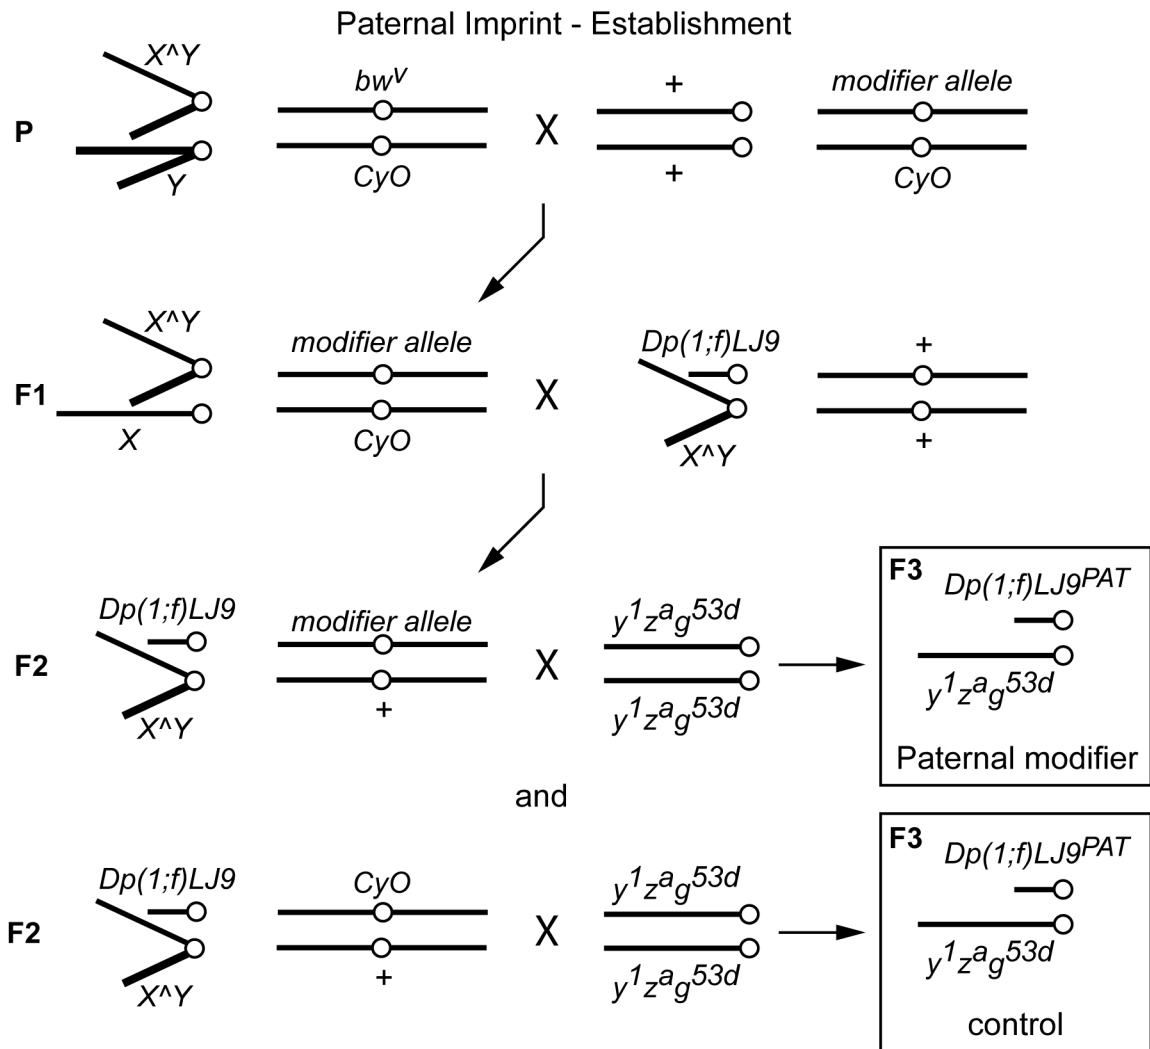 Paternal Imprint - Establishment
X^Y bw^v + modifier allele
P X
Y CyO + CyO
X^Y modifier allele Dp(1;f)LJ9 +
F1 X
X CyO X^Y +
Dp(1;f)LJ9 modifier allele y^1z^ag^53d F3 Dp(1;f)LJ9^PAT
F2 X
X^Y + y^1z^ag^53d y^1z^ag^53d
Paternal modifier
and
Dp(1;f)LJ9 CyO y^1z^ag^53d F3 Dp(1;f)LJ9^PAT
F2 X
X^Y + y^1z^ag^53d y^1z^ag^53d
control